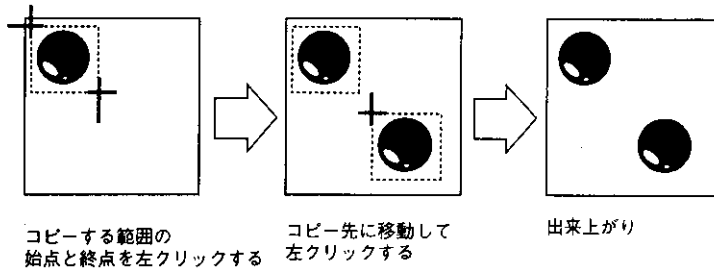 コピーする範囲の
始点と終点を左クリックする
コピー先に移動して
左クリックする
出来上がり